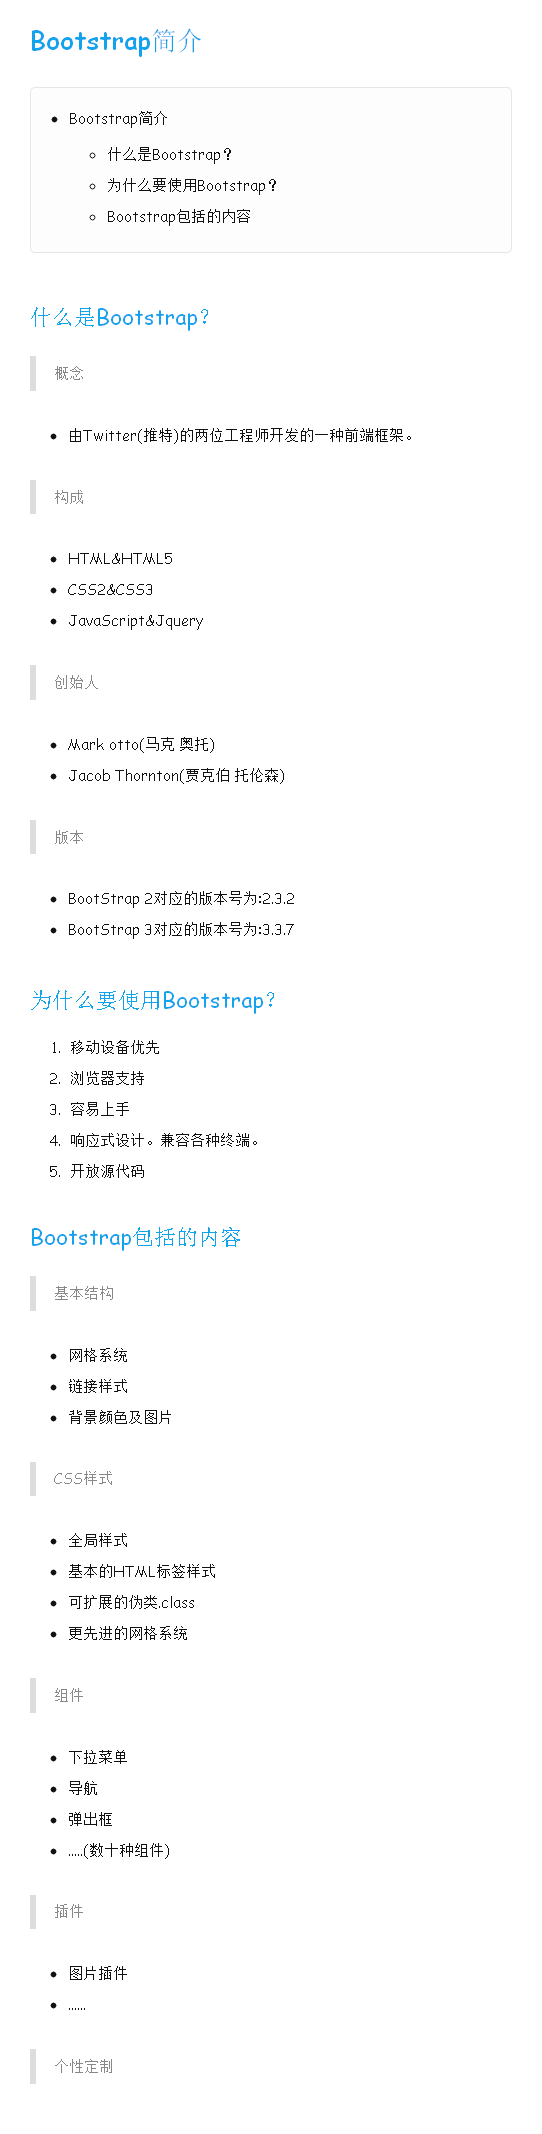 Bootstrap简介
Bootstrap简介
什么是Bootstrap？
为什么要使用Bootstrap？
Bootstrap包括的内容
什么是Bootstrap？
概念
由Twitter(推特)的两位工程师开发的一种前端框架。
构成
HTML&HTML5
CSS2&CSS3
JavaScript&Jquery
创始人
Mark otto(马克 奥托)
Jacob Thornton(贾克伯 托伦森)
版本
BootStrap 2对应的版本号为:2.3.2
BootStrap 3对应的版本号为:3.3.7
为什么要使用Bootstrap？
1. 移动设备优先
2. 浏览器支持
3. 容易上手
4. 响应式设计。兼容各种终端。
5. 开放源代码
Bootstrap包括的内容
基本结构
网格系统
链接样式
背景颜色及图片
CSS样式
全局样式
基本的HTML标签样式
可扩展的伪类.class
更先进的网格系统
组件
下拉菜单
导航
弹出框
.....(数十种组件)
插件
图片插件
......
个性定制